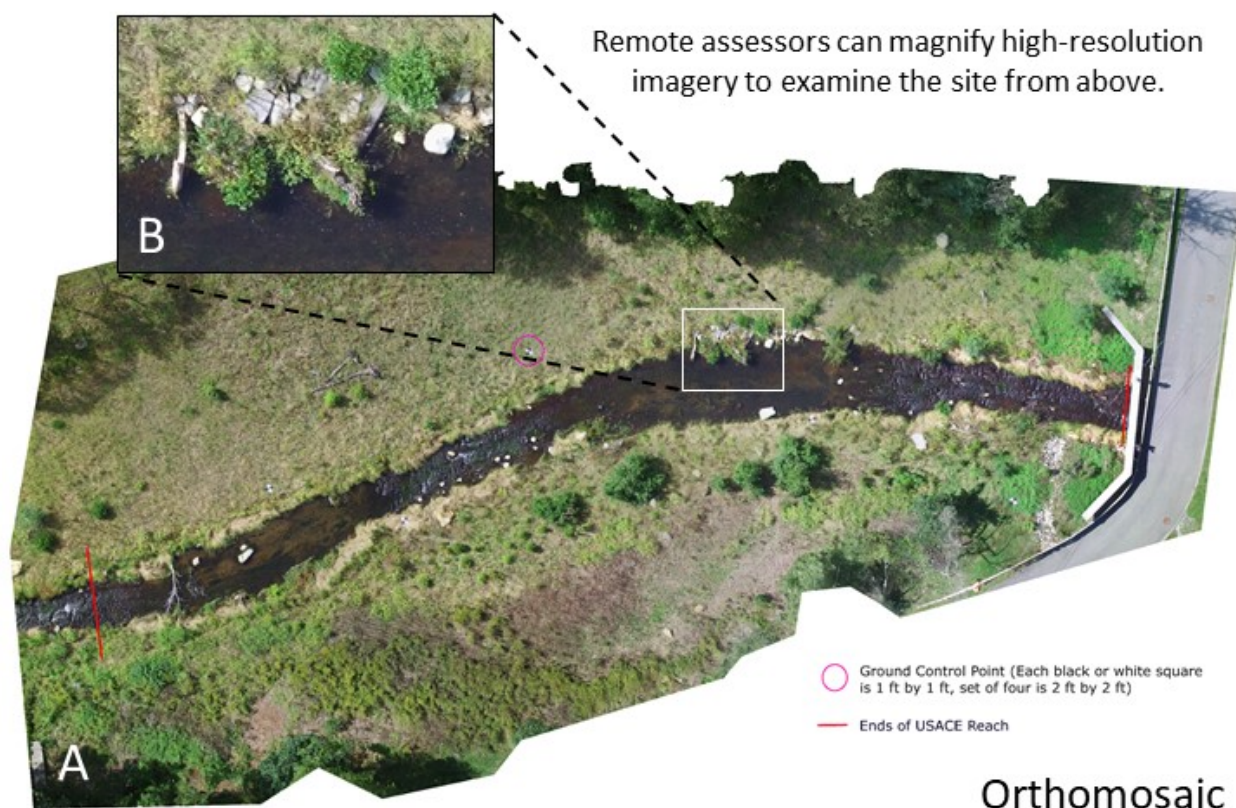 Remote assessors can magnify high-resolution
imagery to examine the site from above.
B
A
Ground Control Point (Each black or white square
is 1 ft by 1 ft, set of four is 2 ft by 2 ft)
Ends of USACE Reach
Orthomosaic